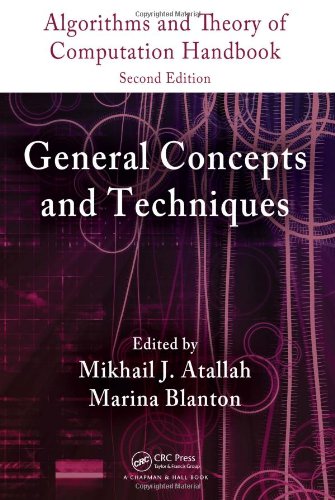 Algorithms and Theory of
Computation Handbook
Second Edition
General Concepts
and Techniques
Edited by
Mikhail J. Atallah
Marina Blanton
CRC
CRC Press
Taylor & Francis Group
A CHAPMAN & HALL BOOK